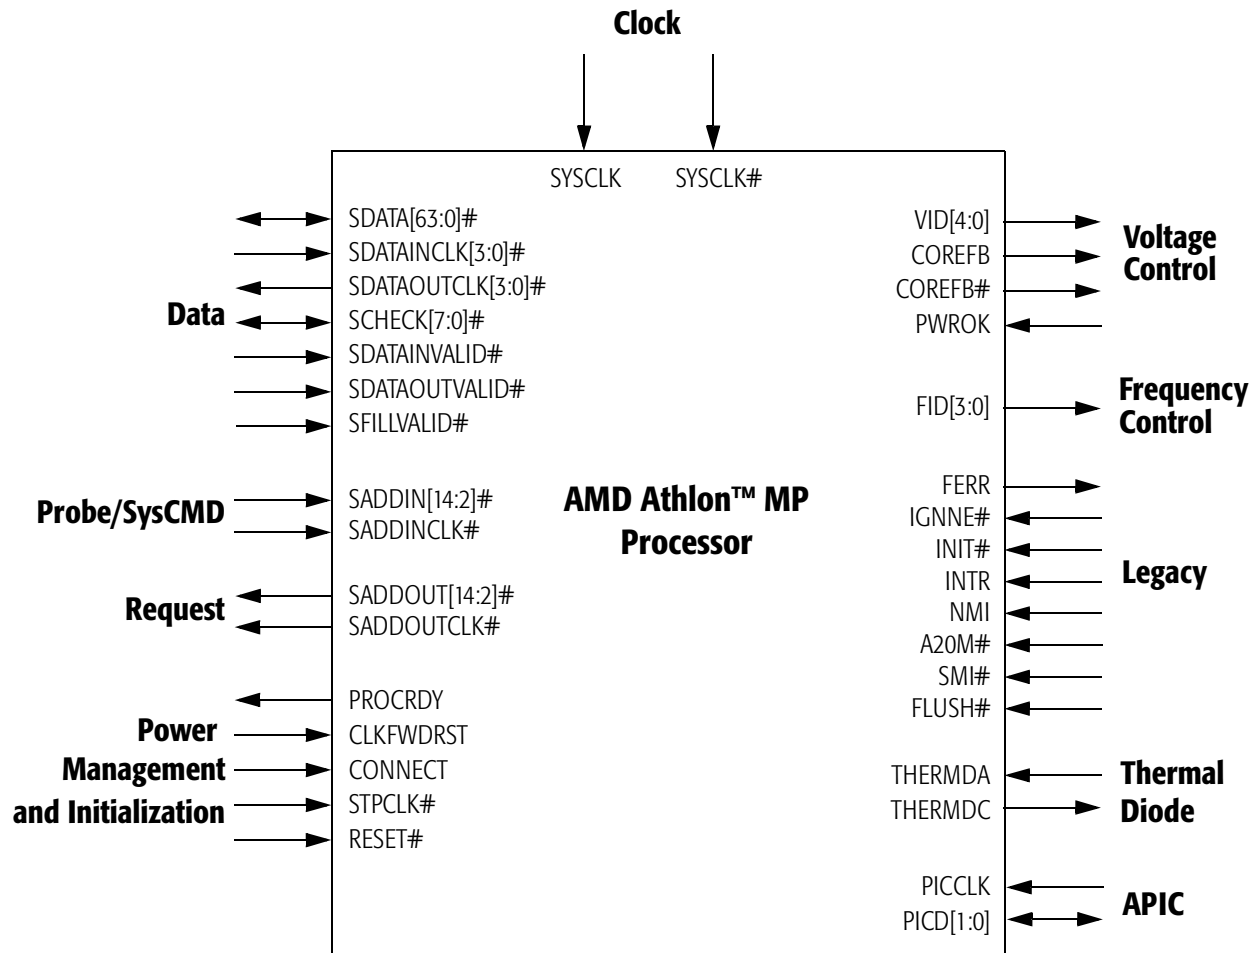 Clock
SYSCLK
SYSCLK#
Data
SDATA[63:0]#
SDATAINCLK[3:0]#
SDATAOUTCLK[3:0]#
SCHECK[7:0]#
SDATAINVALID#
SDATAOUTVALID#
SFILLVALID#
Probe/SysCMD
SADDIN[14:2]#
SADDINCLK#
Request
SADDOUT[14:2]#
SADDOUTCLK#
Power
Management
and Initialization
PROCRDY
CLKFWDRST
CONNECT
STPCLK#
RESET#
AMD Athlon™ MP
Processor
VID[4:0]
COREFB
COREFB#
PWROK
Voltage
Control
FID[3:0]
Frequency
Control
FERR
IGNNE#
INIT#
INTR
NMI
A20M#
SMI#
FLUSH#
Legacy
THERMDA
THERMDC
Thermal
Diode
PICCLK
PICD[1:0]
APIC